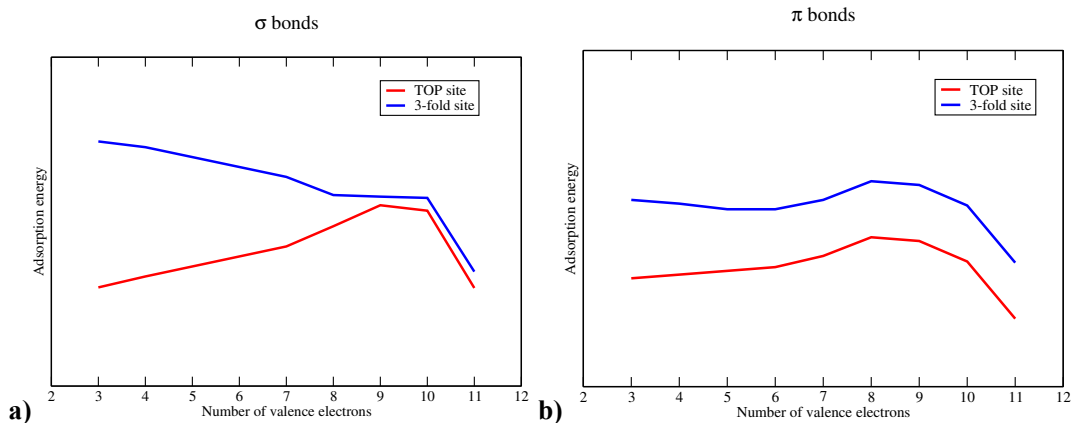 σ bonds
TOP site
3-fold site
Adsorption energy
2 3 4 5 6 7 8 9 10 11 12
Number of valence electrons
a)
π bonds
TOP site
3-fold site
Adsorption energy
2 3 4 5 6 7 8 9 10 11 12
Number of valence electrons
b)